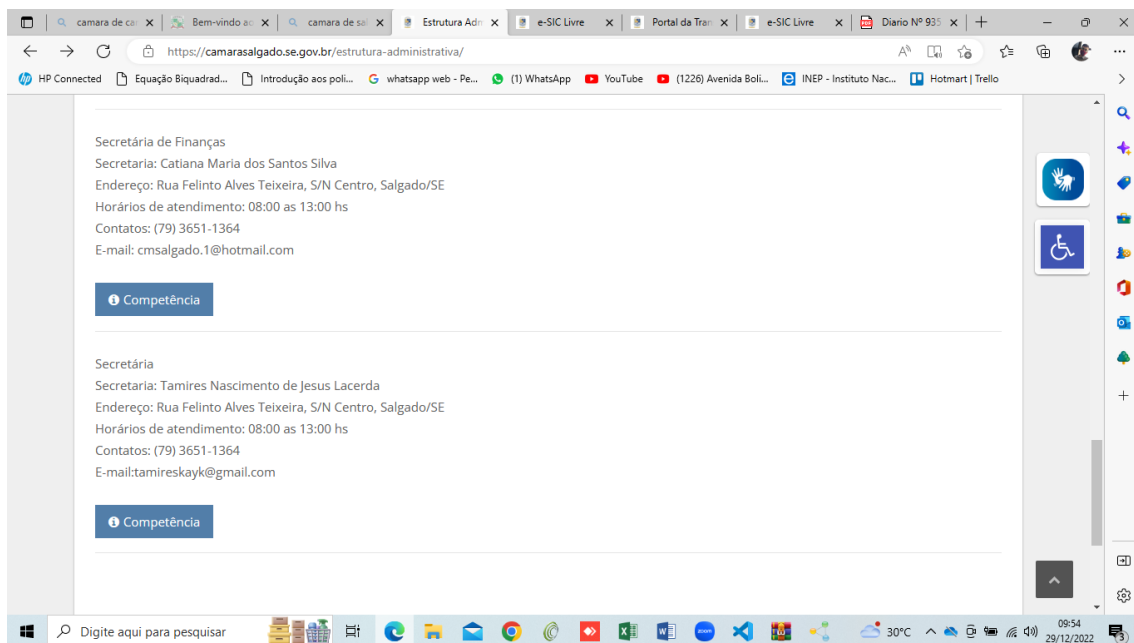 camara de car
Bem-vindo ao
camara de sal
Estrutura Adm
e-SIC Livre
Portal da Tran
e-SIC Livre
Diario Nº 935
https://camarasalgado.se.gov.br/estrutura-administrativa/
HP Connected
Equação Biquadrad...
Introdução aos poli...
whatsapp web - Pe...
(1) WhatsApp
YouTube
(1226) Avenida Boli...
INEP - Instituto Nac...
Hotmart | Trello
Secretária de Finanças
Secretaria: Catiana Maria dos Santos Silva
Endereço: Rua Felinto Alves Teixeira, S/N Centro, Salgado/SE
Horários de atendimento: 08:00 as 13:00 hs
Contatos: (79) 3651-1364
E-mail: cmsalgado.1@hotmail.com
Competência
Secretária
Secretaria: Tamires Nascimento de Jesus Lacerda
Endereço: Rua Felinto Alves Teixeira, S/N Centro, Salgado/SE
Horários de atendimento: 08:00 as 13:00 hs
Contatos: (79) 3651-1364
E-mail:tamireskayk@gmail.com
Competência
Digite aqui para pesquisar
zoom
30°C
09:54
29/12/2022